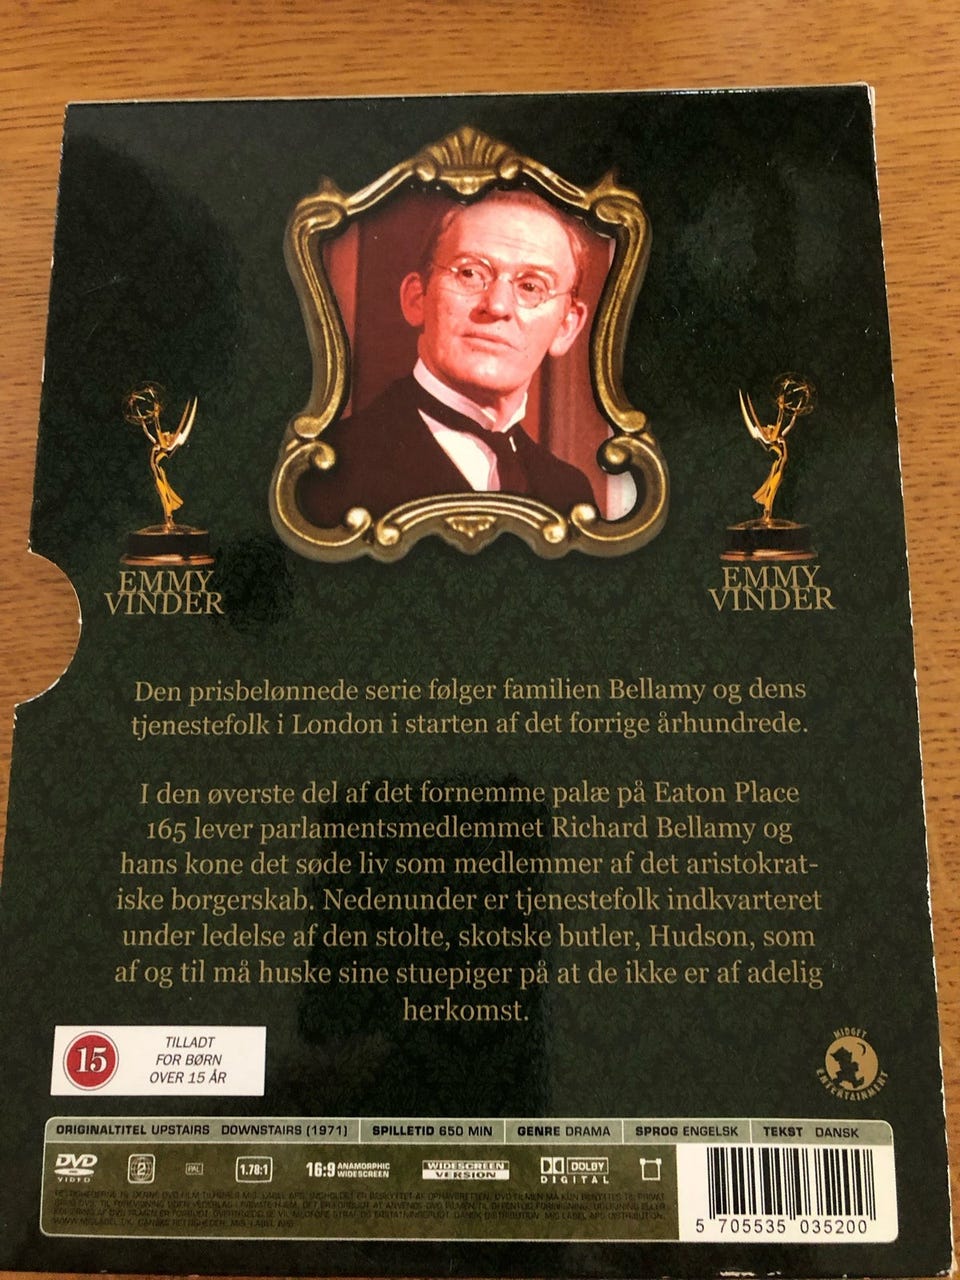 EMMY
VINDER
EMMY
VINDER
Den prisbelønnede serie følger familien Bellamy og dens
tjenestefolk i London i starten af det forrige århundrede.
I den øverste del af det fornemme palæ på Eaton Place
165 lever parlamentsmedlemmet Richard Bellamy og
hans kone det søde liv som medlemmer af det aristokrat-
iske borgerskab. Nedenunder er tjenestefolk indkvarteret
under ledelse af den stolte, skotske butler, Hudson, som
af og til må huske sine stuepiger på at de ikke er af adelig
herkomst.
15
TILLADT
FOR BØRN
OVER 15 ÅR
MIDGET
ENTERTAINMENT
ORIGINALTITEL UPSTAIRS DOWNSTAIRS (1971) SPILLETID 650 MIN GENRE DRAMA SPROG ENGELSK TEKST DANSK
DVD
VIDEO
2
PAL
1.78:1
16:9 ANAMORPHIC
WIDESCREEN
WIDESCREEN
VERSION
DOLBY
DIGITAL
5 705535 035200